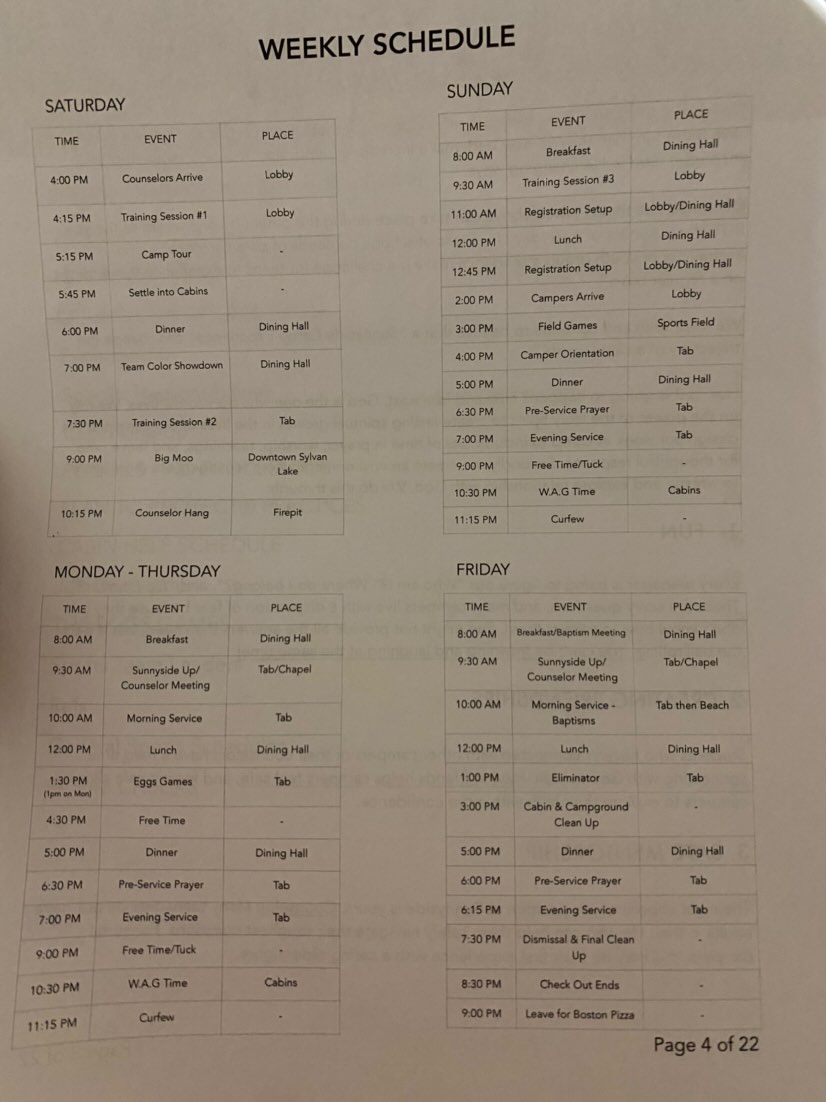 WEEKLY SCHEDULE
SATURDAY
TIME EVENT PLACE
4:00 PM Counselors Arrive Lobby
4:15 PM Training Session #1 Lobby
5:15 PM Camp Tour -
5:45 PM Settle into Cabins -
6:00 PM Dinner Dining Hall
7:00 PM Team Color Showdown Dining Hall
7:30 PM Training Session #2 Tab
9:00 PM Big Moo Downtown Sylvan
Lake
10:15 PM Counselor Hang Firepit
SUNDAY
TIME EVENT PLACE
8:00 AM Breakfast Dining Hall
9:30 AM Training Session #3 Lobby
11:00 AM Registration Setup Lobby/Dining Hall
12:00 PM Lunch Dining Hall
12:45 PM Registration Setup Lobby/Dining Hall
2:00 PM Campers Arrive Lobby
3:00 PM Field Games Sports Field
4:00 PM Camper Orientation Tab
5:00 PM Dinner Dining Hall
6:30 PM Pre-Service Prayer Tab
7:00 PM Evening Service Tab
9:00 PM Free Time/Tuck -
10:30 PM W.A.G Time Cabins
11:15 PM Curfew -
MONDAY - THURSDAY
TIME EVENT PLACE
8:00 AM Breakfast Dining Hall
9:30 AM Sunnyside Up/ Tab/Chapel
Counselor Meeting
10:00 AM Morning Service Tab
12:00 PM Lunch Dining Hall
1:30 PM Eggs Games Tab
(1pm on Mon)
4:30 PM Free Time -
5:00 PM Dinner Dining Hall
6:30 PM Pre-Service Prayer Tab
7:00 PM Evening Service Tab
9:00 PM Free Time/Tuck -
10:30 PM W.A.G Time Cabins
11:15 PM Curfew -
FRIDAY
TIME EVENT PLACE
8:00 AM Breakfast/Baptism Meeting Dining Hall
9:30 AM Sunnyside Up/ Tab/Chapel
Counselor Meeting
10:00 AM Morning Service - Tab then Beach
Baptisms
12:00 PM Lunch Dining Hall
1:00 PM Eliminator Tab
3:00 PM Cabin & Campground -
Clean Up
5:00 PM Dinner Dining Hall
6:00 PM Pre-Service Prayer Tab
6:15 PM Evening Service Tab
7:30 PM Dismissal & Final Clean -
Up
8:30 PM Check Out Ends -
9:00 PM Leave for Boston Pizza -
Page 4 of 22